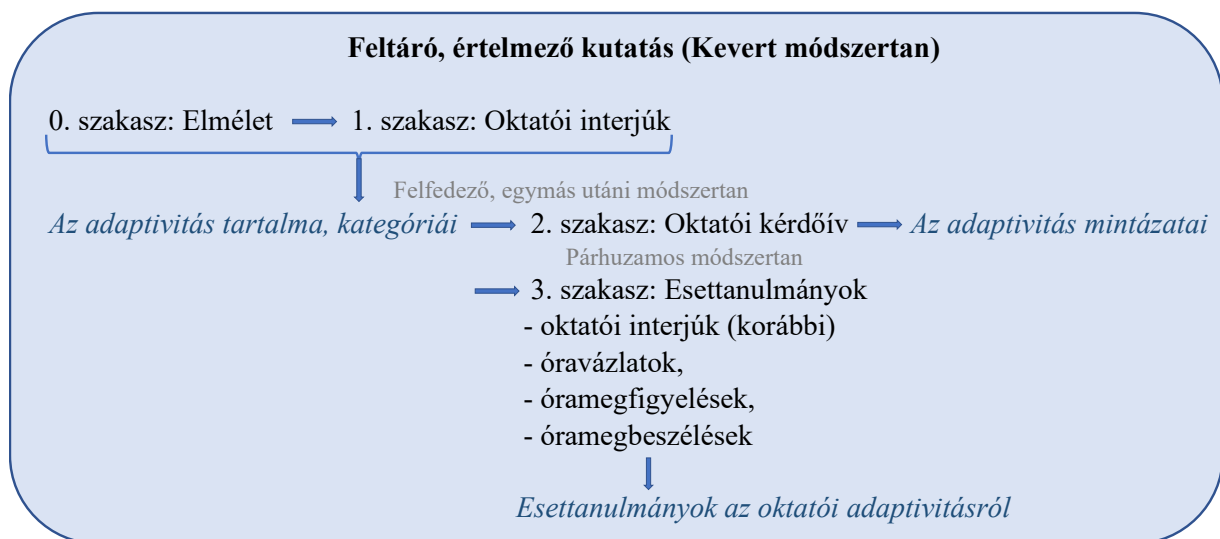 Feltáró, értelmező kutatás (Kevert módszertan)
0. szakasz: Elmélet 1. szakasz: Oktatói interjúk
Felfedező, egymás utáni módszertan
Az adaptivitás tartalma, kategóriái 2. szakasz: Oktatói kérdőív Az adaptivitás mintázatai
Párhuzamos módszertan
3. szakasz: Esettanulmányok
- oktatói interjúk (korábbi)
- óravázlatok,
- óramegfigyelések,
- óramegbeszélések
Esettanulmányok az oktatói adaptivitásról